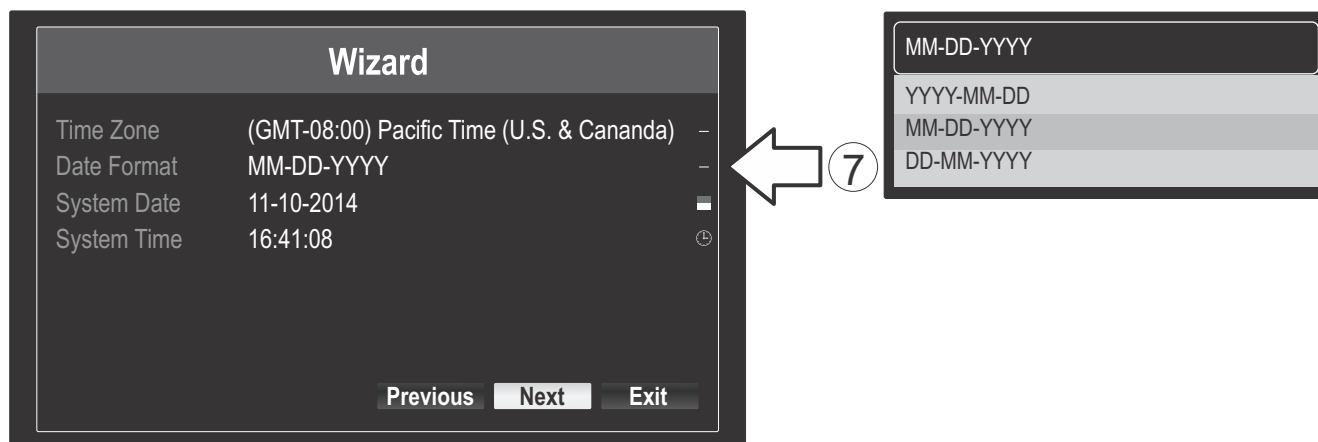 Wizard
Time Zone (GMT-08:00) Pacific Time (U.S. & Cananda) –
Date Format MM-DD-YYYY –
System Date 11-10-2014
System Time 16:41:08
Previous Next Exit
7
MM-DD-YYYY
YYYY-MM-DD
MM-DD-YYYY
DD-MM-YYYY